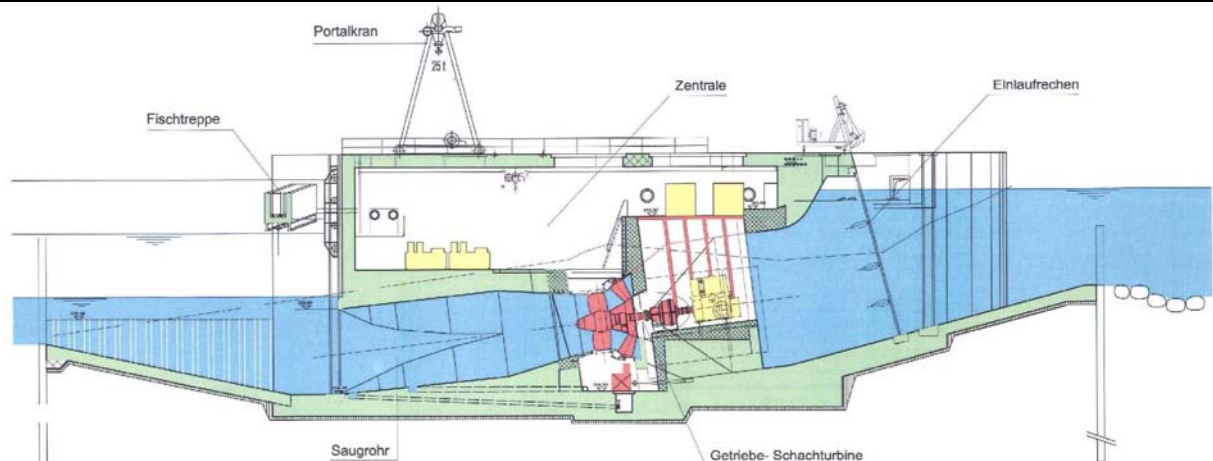 Portalkran
25 t
Zentrale
Einlaufrechen
Fischtreppe
Saugrohr
Getriebe- Schachturbine